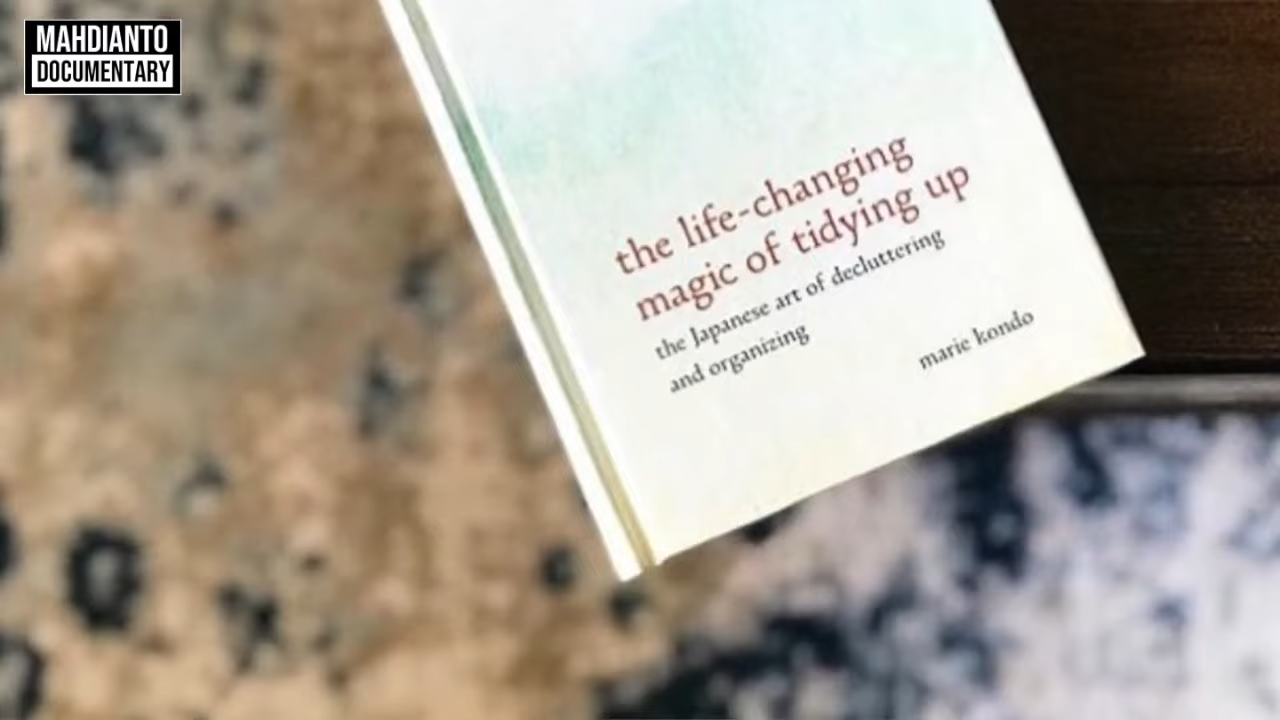 MAHDIANTO
DOCUMENTARY
the life-changing
magic of tidying up
the Japanese art of decluttering
and organizing
marie kondo